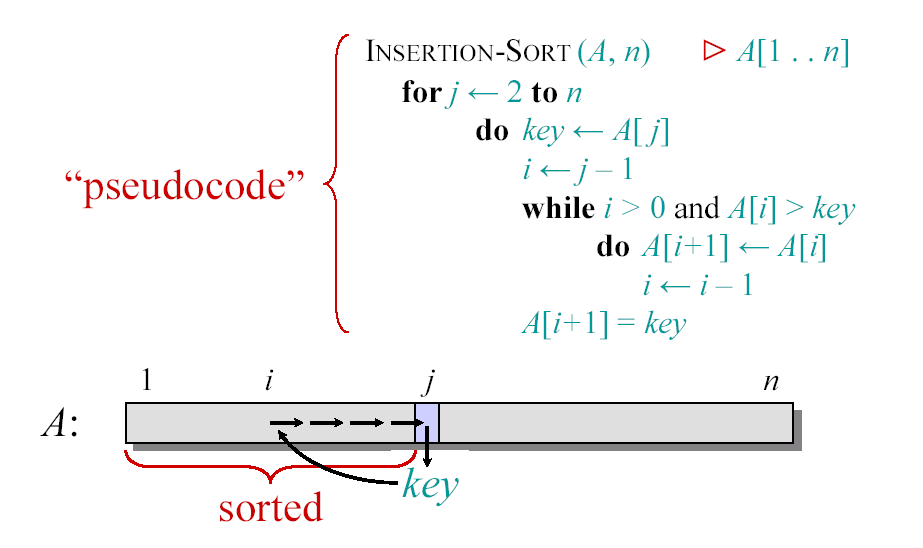 INSERTION-SORT (A, n) ▷ A[1 . . n]
for j ← 2 to n
do key ← A[ j]
i ← j – 1
“pseudocode”
while i > 0 and A[i] > key
do A[i+1] ← A[i]
i ← i – 1
A[i+1] = key
1 i j n
A:
key
sorted